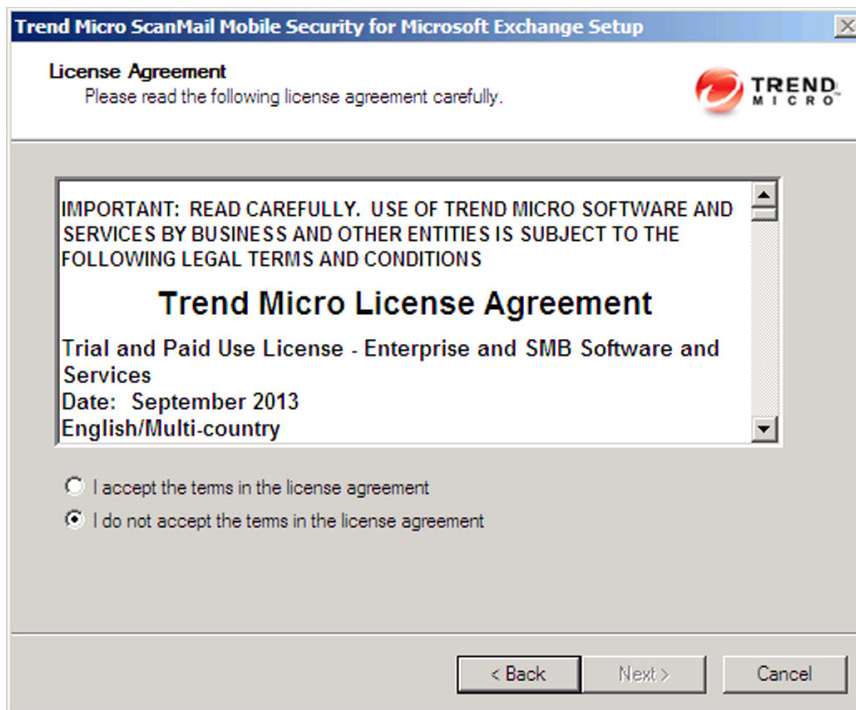 Trend Micro ScanMail Mobile Security for Microsoft Exchange Setup
License Agreement
Please read the following license agreement carefully.
TREND
MICRO™
IMPORTANT: READ CAREFULLY. USE OF TREND MICRO SOFTWARE AND
SERVICES BY BUSINESS AND OTHER ENTITIES IS SUBJECT TO THE
FOLLOWING LEGAL TERMS AND CONDITIONS
Trend Micro License Agreement
Trial and Paid Use License - Enterprise and SMB Software and
Services
Date: September 2013
English/Multi-country
I accept the terms in the license agreement
I do not accept the terms in the license agreement
< Back
Next >
Cancel